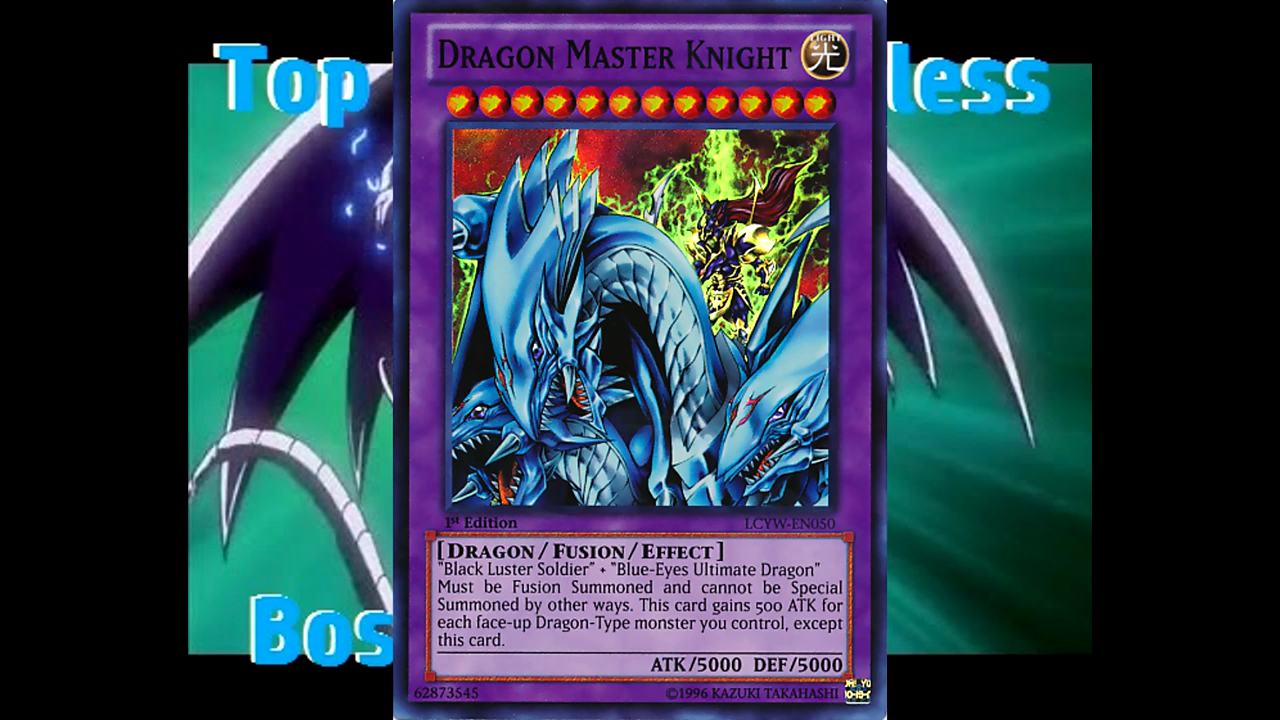 Top
less
Bos
DRAGON MASTER KNIGHT
LIGHT
光
1st Edition
LCYW-EN050
[DRAGON/FUSION/EFFECT]
"Black Luster Soldier" + "Blue-Eyes Ultimate Dragon"
Must be Fusion Summoned and cannot be Special
Summoned by other ways. This card gains 500 ATK for
each face-up Dragon-Type monster you control, except
this card.
ATK/5000 DEF/5000
62873545
©1996 KAZUKI TAKAHASHI